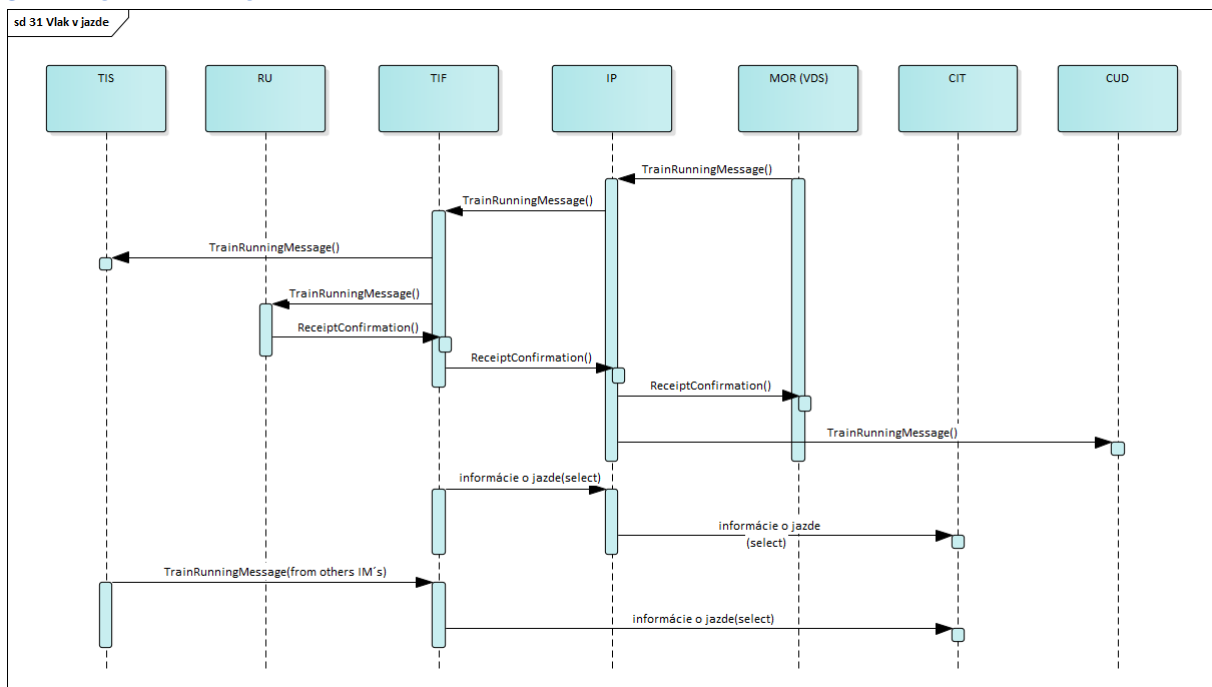 sd 31 Vlak v jazde
TIS
RU
TIF
IP
MOR (VDS)
CIT
CUD
TrainRunningMessage()
TrainRunningMessage()
TrainRunningMessage()
TrainRunningMessage()
ReceiptConfirmation()
ReceiptConfirmation()
ReceiptConfirmation()
TrainRunningMessage()
informácie o jazde(select)
informácie o jazde
(select)
TrainRunningMessage(from others IM´s)
informácie o jazde(select)